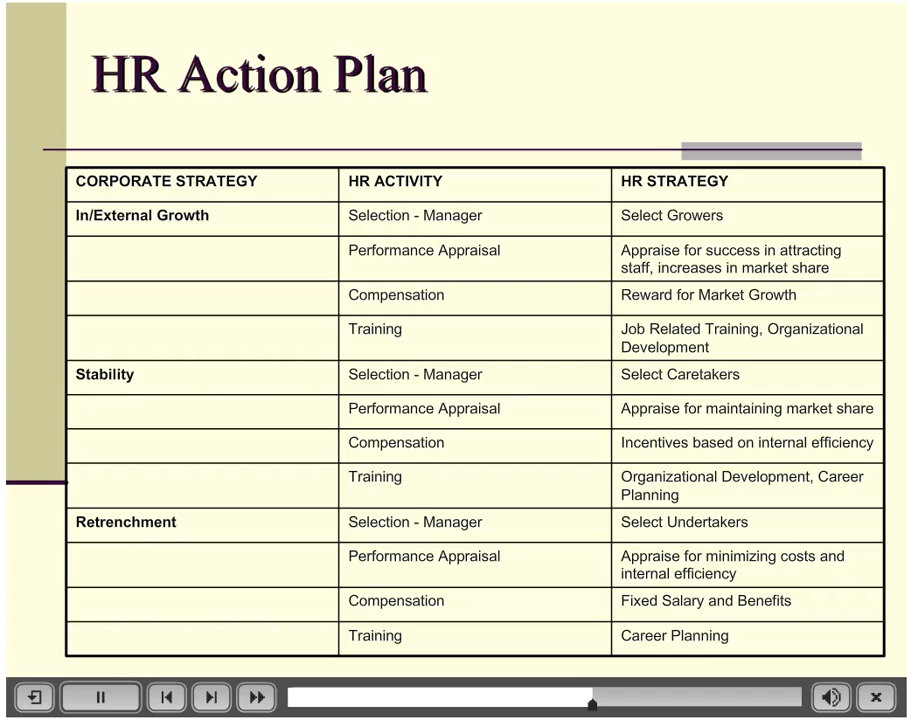 HR Action Plan
CORPORATE STRATEGY HR ACTIVITY HR STRATEGY
In/External Growth Selection - Manager Select Growers
Performance Appraisal Appraise for success in attracting
staff, increases in market share
Compensation Reward for Market Growth
Training Job Related Training, Organizational
Development
Stability Selection - Manager Select Caretakers
Performance Appraisal Appraise for maintaining market share
Compensation Incentives based on internal efficiency
Training Organizational Development, Career
Planning
Retrenchment Selection - Manager Select Undertakers
Performance Appraisal Appraise for minimizing costs and
internal efficiency
Compensation Fixed Salary and Benefits
Training Career Planning